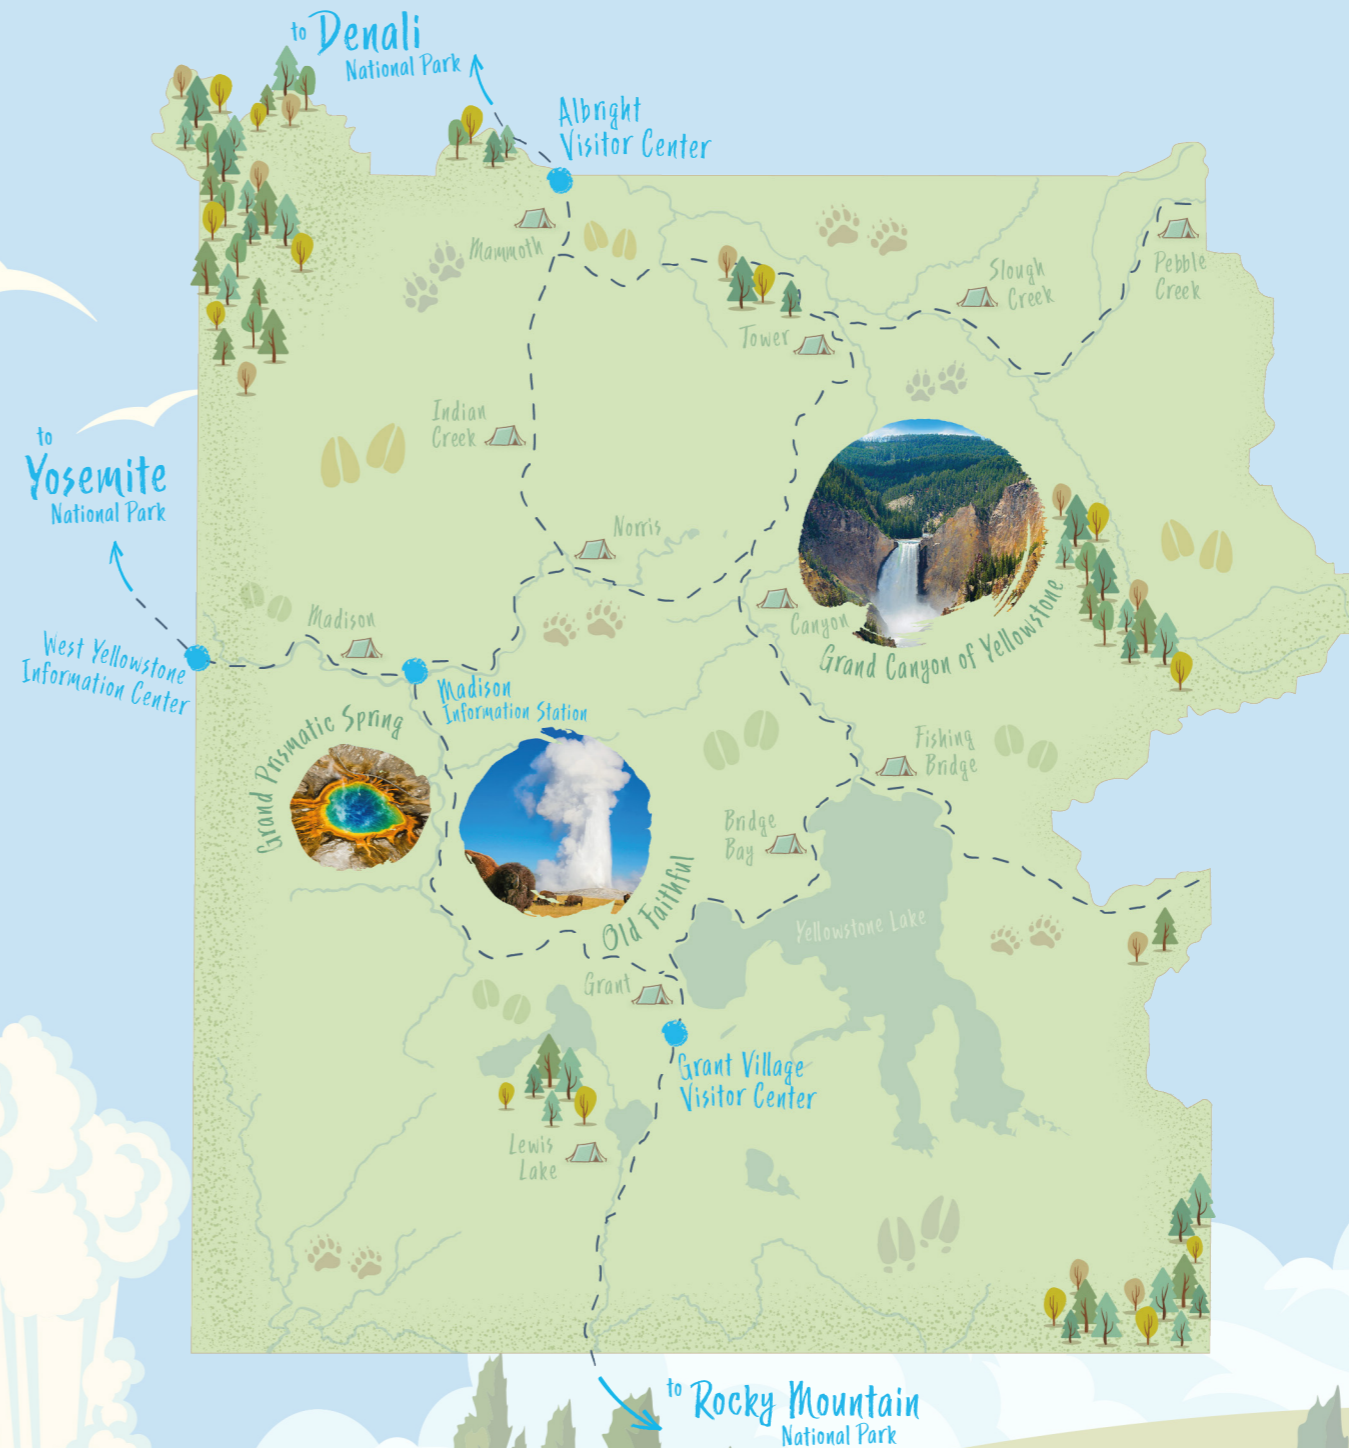 to Denali
National Park
Albright
Visitor Center
Mammoth
Slough
Creek
Pebble
Creek
Tower
Indian
Creek
to
Yosemite
National Park
Norris
Madison
Canyon
Grand Canyon of Yellowstone
West Yellowstone
Information Center
Madison
Information Station
Grand Prismatic Spring
Fishing
Bridge
Bridge
Bay
Old Faithful
Yellowstone Lake
Grant
Grant Village
Visitor Center
Lewis
Lake
to Rocky Mountain
National Park